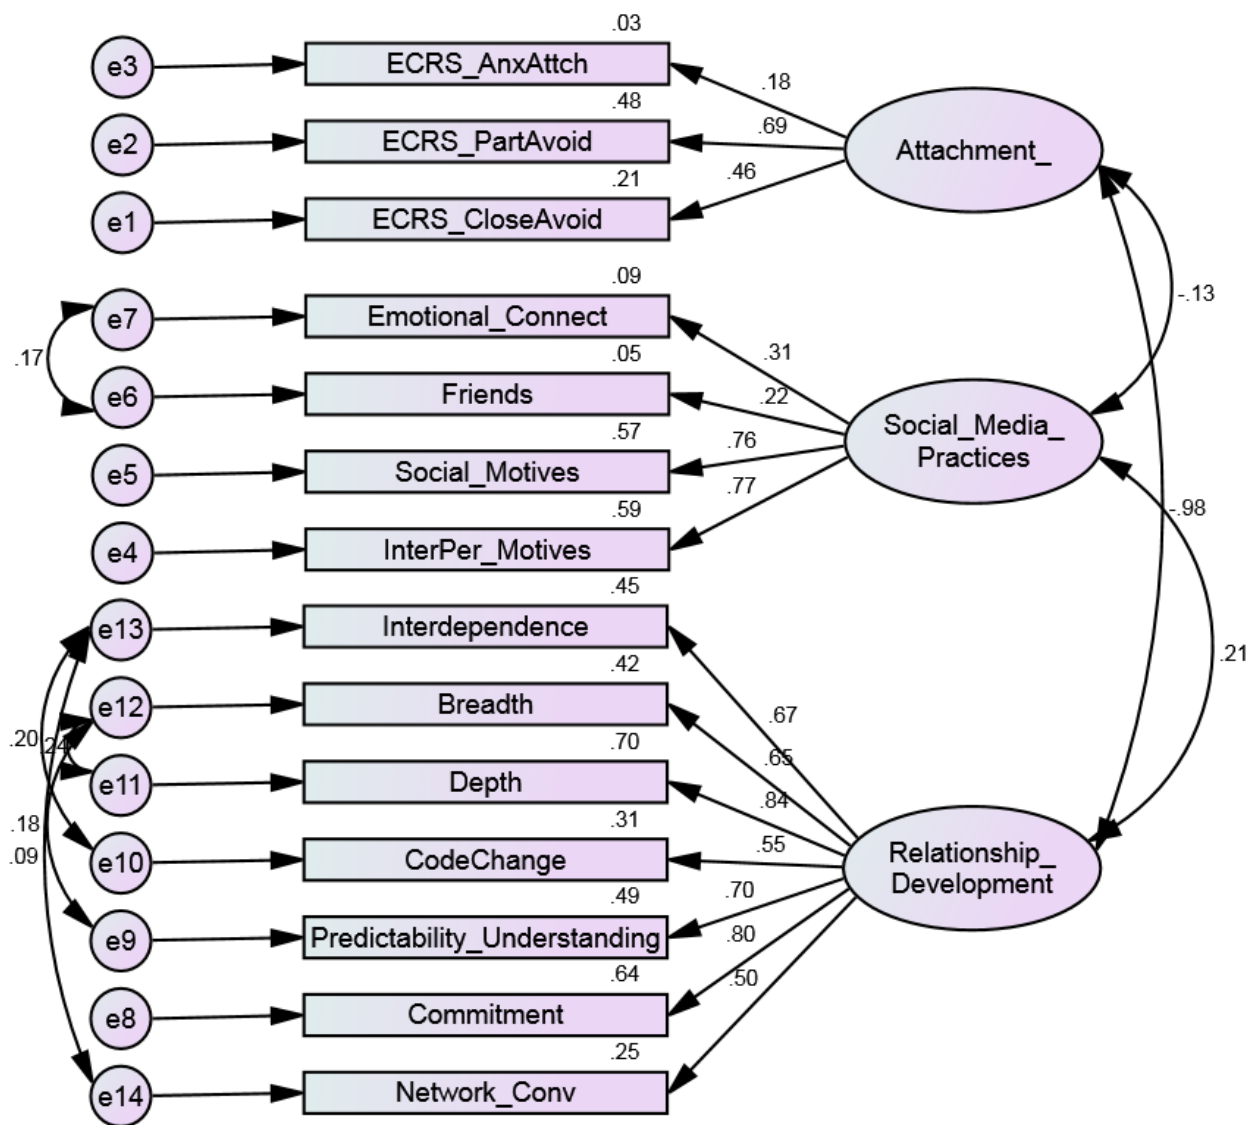 .03
e3
ECRS_AnxAttch
.18
.48
e2
ECRS_PartAvoid
.69
Attachment_
.21
e1
ECRS_CloseAvoid
.46
.09
e7
Emotional_Connect
.31
-.13
.17
.05
e6
Friends
.22
.57
e5
Social_Motives
.76
Social_Media_
Practices
.59
e4
InterPer_Motives
.77
-.98
.45
e13
Interdependence
.67
.21
.42
e12
Breadth
.65
.20
.24
.70
e11
Depth
.84
.18
.31
.09
e10
CodeChange
.55
Relationship_
Development
.49
e9
Predictability_Understanding
.70
.64
e8
Commitment
.80
.25
e14
Network_Conv
.50